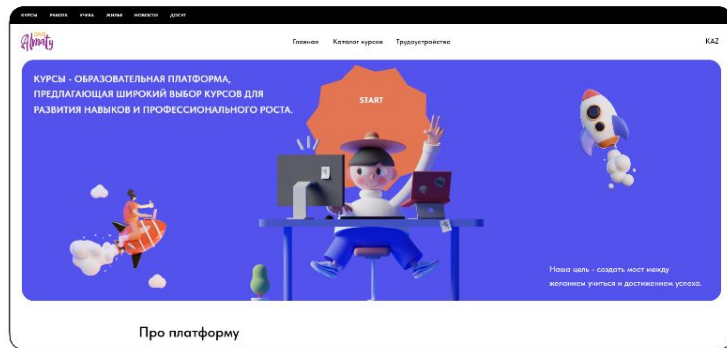 КУРСЫ РАБОТА УЧЕБА ЖИЛЬЕ НОВОСТИ ДОСУГ
Almaty
Главная Каталог курсов Трудоустройство
KAZ
КУРСЫ - ОБРАЗОВАТЕЛЬНАЯ ПЛАТФОРМА,
ПРЕДЛАГАЮЩАЯ ШИРОКИЙ ВЫБОР КУРСОВ ДЛЯ
РАЗВИТИЯ НАВЫКОВ И ПРОФЕССИОНАЛЬНОГО РОСТА.
START
Наша цель - создать мост между
желанием учиться и достижением успеха.
Про платформу